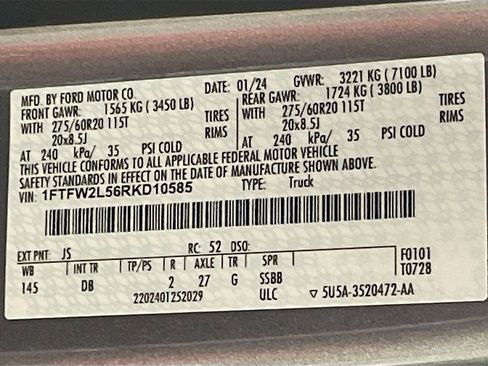 MFD. BY FORD MOTOR CO. DATE: 01/24 GVWR: 3221 KG ( 7100 LB)
FRONT GAWR: 1565 KG ( 3450 LB) REAR GAWR: 1724 KG ( 3800 LB)
WITH 275/60R20 115T TIRES WITH 275/60R20 115T TIRES
20x8.5J RIMS 20x8.5J RIMS
AT 240 kPa/ 35 PSI COLD AT 240 kPa/ 35 PSI COLD
THIS VEHICLE CONFORMS TO ALL APPLICABLE FEDERAL MOTOR VEHICLE
SAFETY STANDARDS IN EFFECT ON THE DATE OF MANUFACTURE SHOWN ABOVE.
VIN: 1FTFW2L56RKD10585 TYPE: Truck
EXT PNT: JS RC: 52 DSO:
WB INT TR TP/PS R AXLE TR SPR F0101
145 DB 2 27 G SSBB T0728
220240T252029 ULC ▽ 5U5A-3520472-AA